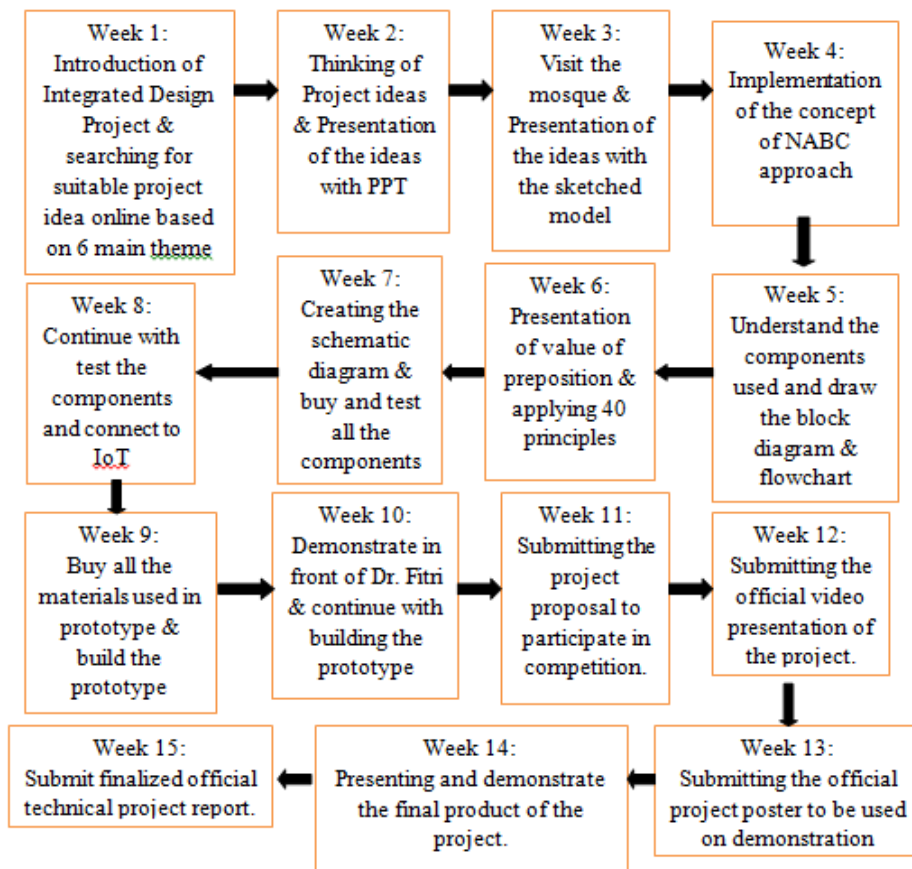 Week 1:
Introduction of
Integrated Design
Project &
searching for
suitable project
idea online based
on 6 main theme
Week 2:
Thinking of
Project ideas
& Presentation
of the ideas
with PPT
Week 3:
Visit the
mosque &
Presentation of
the ideas with
the sketched
model
Week 4:
Implementation
of the concept
of NABC
approach
Week 5:
Understand the
components
used and draw
the block
diagram &
flowchart
Week 6:
Presentation
of value of
preposition &
applying 40
principles
Week 7:
Creating the
schematic
diagram &
buy and test
all the
components
Week 8:
Continue with
test the
components
and connect to
IoT
Week 9:
Buy all the
materials used in
prototype &
build the
prototype
Week 10:
Demonstrate in
front of Dr. Fitri
& continue with
building the
prototype
Week 11:
Submitting the
project
proposal to
participate in
competition.
Week 12:
Submitting the
official video
presentation of
the project.
Week 13:
Submitting the official
project poster to be used
on demonstration
Week 14:
Presenting and demonstrate
the final product of the
project.
Week 15:
Submit finalized official
technical project report.